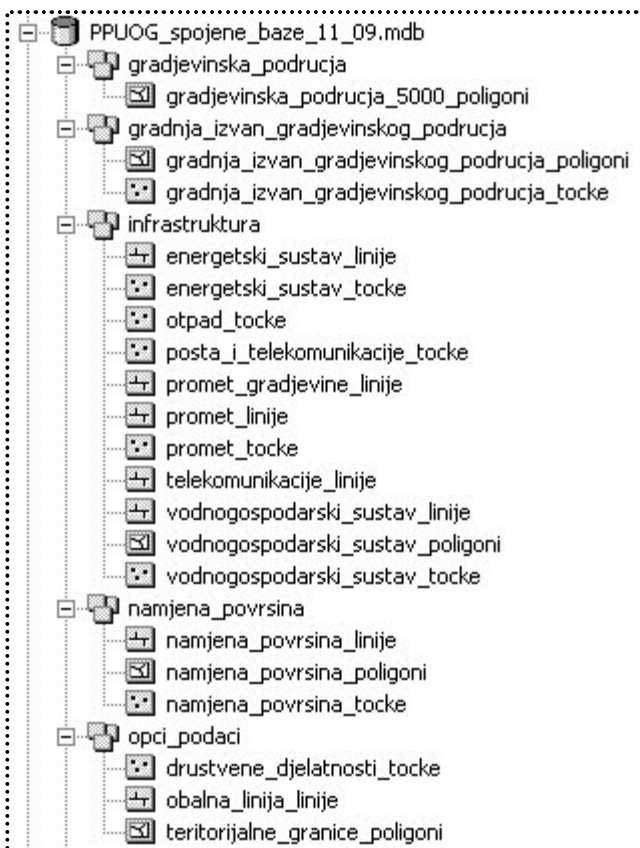 PPUOG_spojene_baze_11_09.mdb
gradjevinska_podrucja
gradjevinska_podrucja_5000_poligoni
gradnja_izvan_gradjevinskog_podrucja
gradnja_izvan_gradjevinskog_podrucja_poligoni
gradnja_izvan_gradjevinskog_podrucja_tocke
infrastruktura
energetski_sustav_linije
energetski_sustav_tocke
otpad_tocke
posta_i_telekomunikacije_tocke
promet_gradjevine_linije
promet_linije
promet_tocke
telekomunikacije_linije
vodnogospodarski_sustav_linije
vodnogospodarski_sustav_poligoni
vodnogospodarski_sustav_tocke
namjena_povrsina
namjena_povrsina_linije
namjena_povrsina_poligoni
namjena_povrsina_tocke
opci_podaci
drustvene_djelatnosti_tocke
obalna_linija_linije
teritorijalne_granice_poligoni